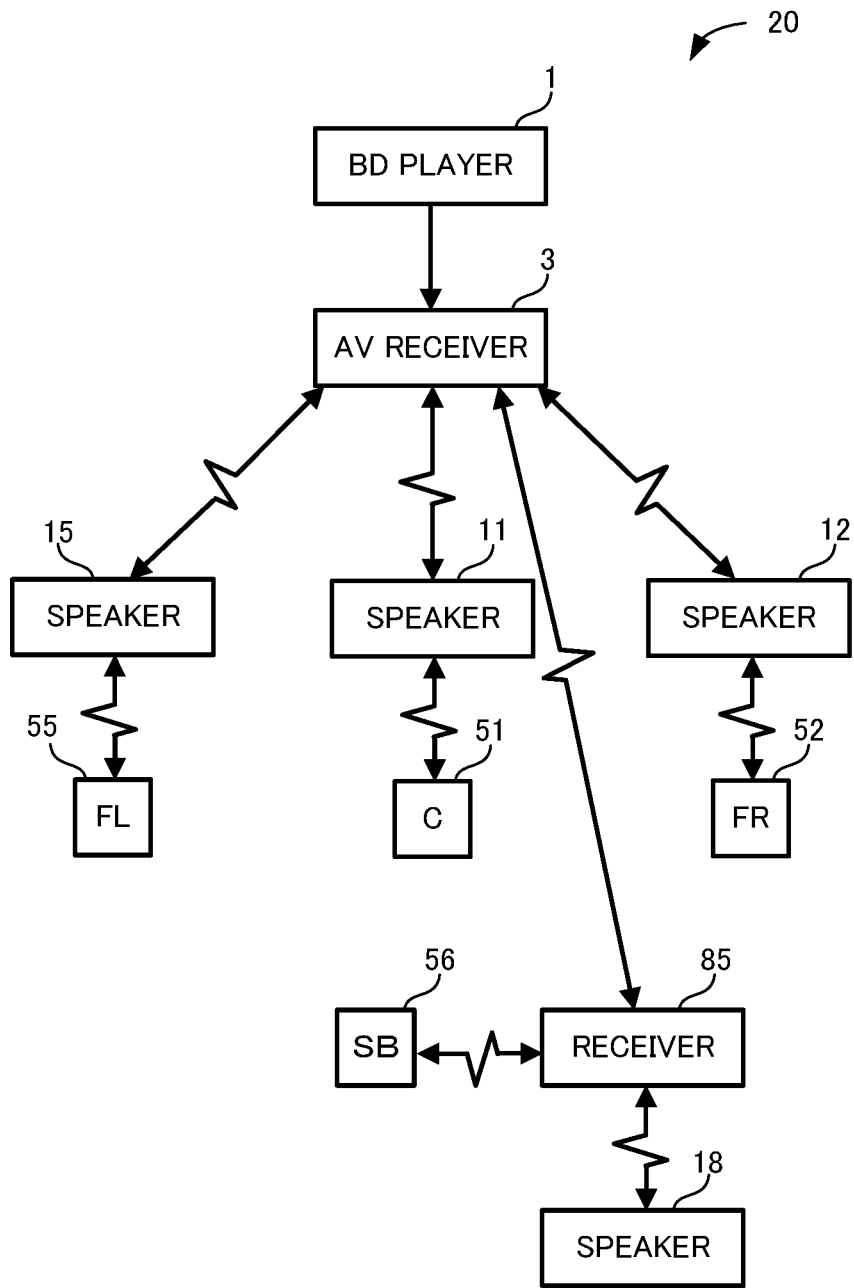 20
1
BD PLAYER
3
AV RECEIVER
15
11
12
SPEAKER
SPEAKER
SPEAKER
55
51
52
FL
C
FR
56
85
SB
RECEIVER
18
SPEAKER